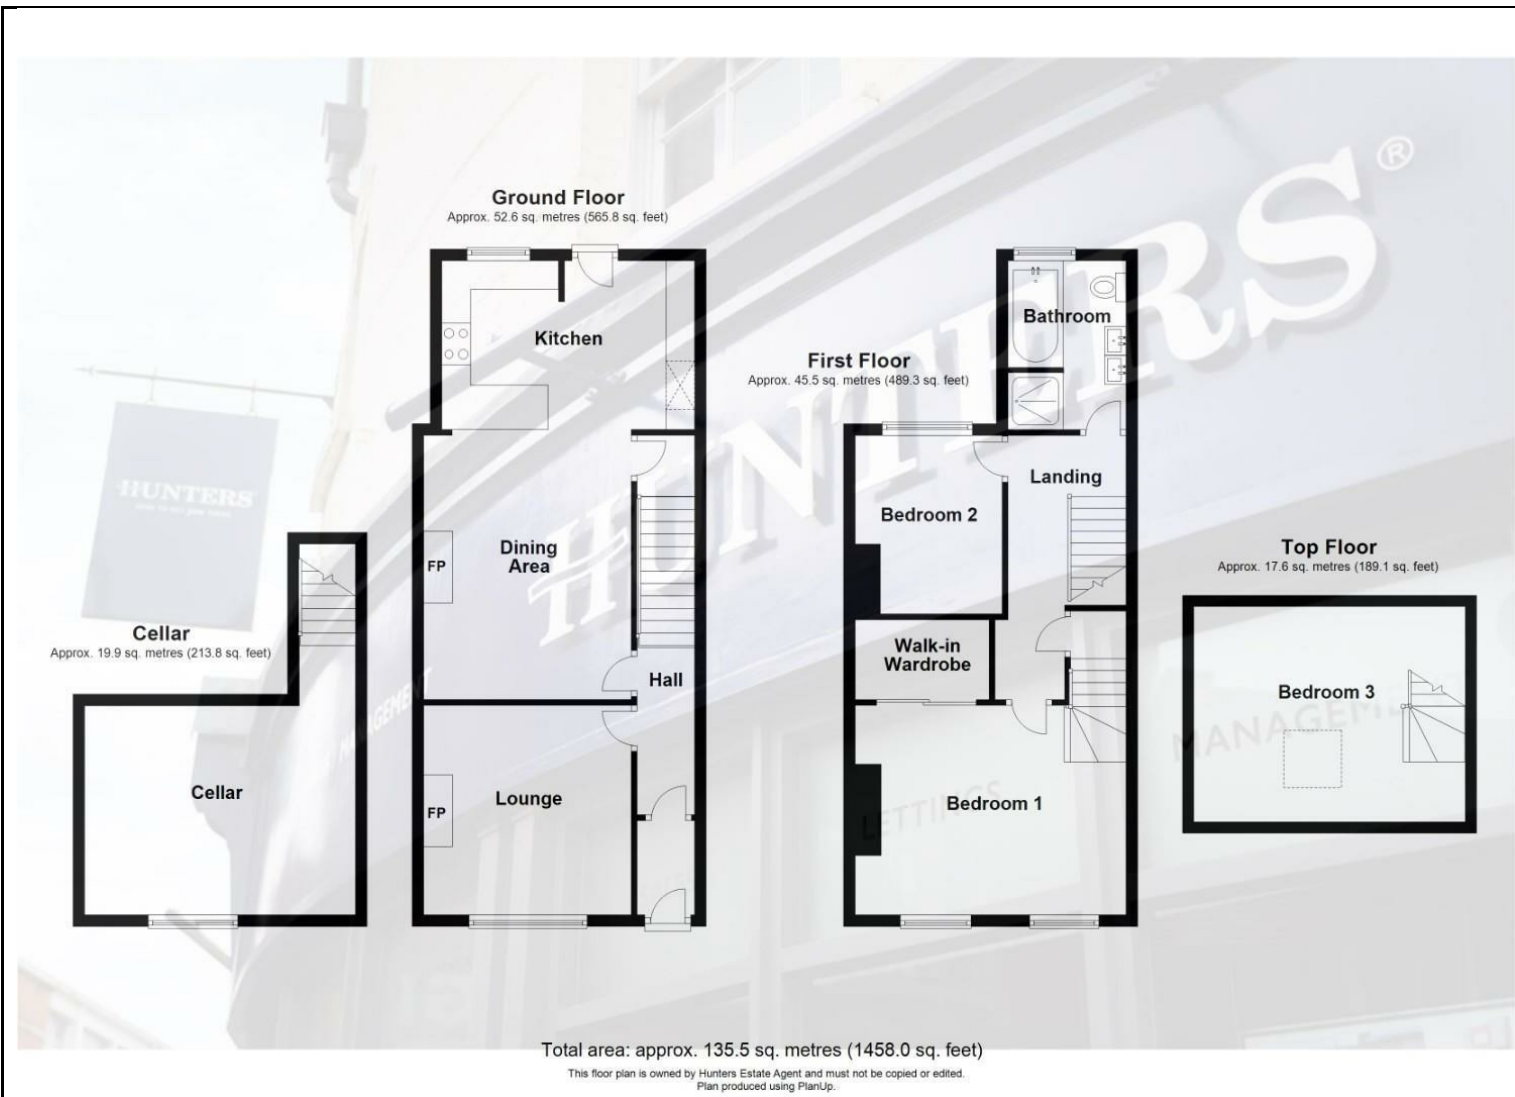 Ground Floor
Approx. 52.6 sq. metres (565.8 sq. feet)
Kitchen
Dining
Area
FP
Hall
Lounge
FP
First Floor
Approx. 45.5 sq. metres (489.3 sq. feet)
Bathroom
Landing
Bedroom 2
Walk-in
Wardrobe
Bedroom 1
Top Floor
Approx. 17.6 sq. metres (189.1 sq. feet)
Bedroom 3
Cellar
Approx. 19.9 sq. metres (213.8 sq. feet)
Cellar
HUNTERS
HUNTERS®
MANAGEMENT
LETTINGS
MANAGEME
Total area: approx. 135.5 sq. metres (1458.0 sq. feet)
This floor plan is owned by Hunters Estate Agent and must not be copied or edited.
Plan produced using PlanUp.